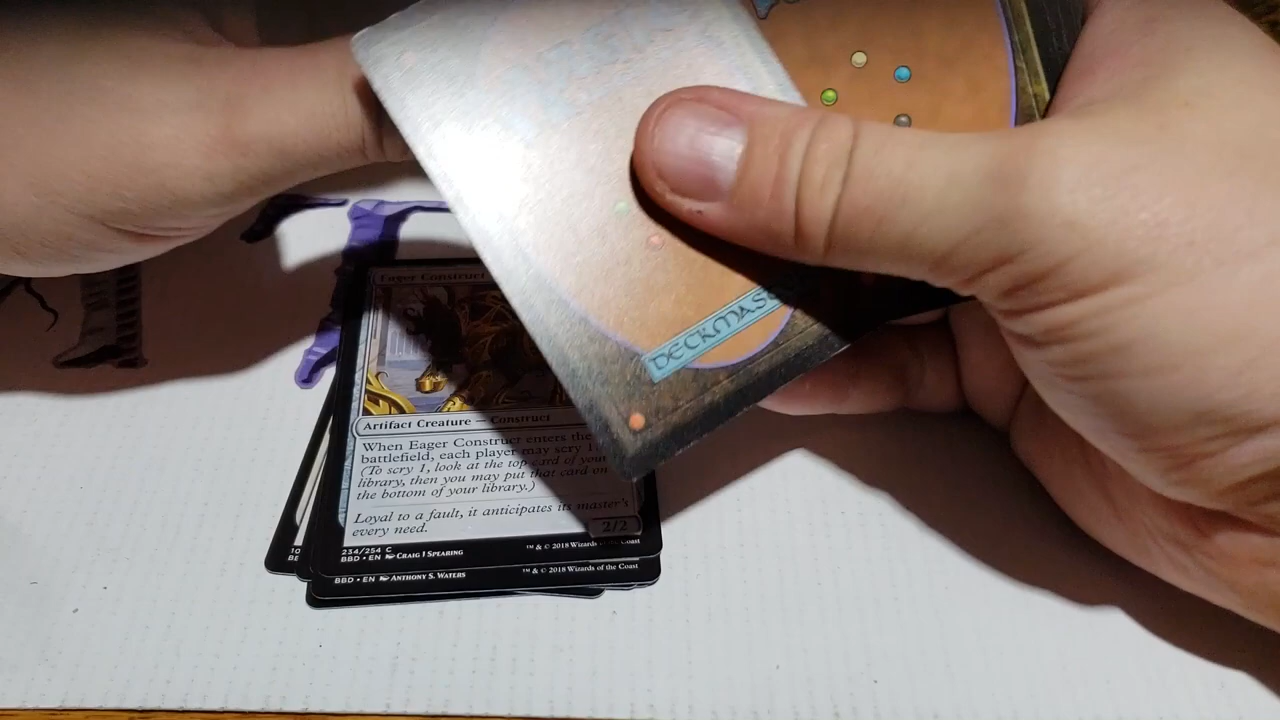 DECKMAS
Eager Construct
Artifact Creature — Construct
When Eager Construct enters the
battlefield, each player may scry 1.
(To scry 1, look at the top card of your
library, then you may put that card on
the bottom of your library.)
Loyal to a fault, it anticipates its master's
every need.
2/2
234/254 C
BBD • EN Craig J Spearing
™ & © 2018 Wizards of the Coast
BBD • EN Anthony S. Waters
™ & © 2018 Wizards of the Coast
10
BE